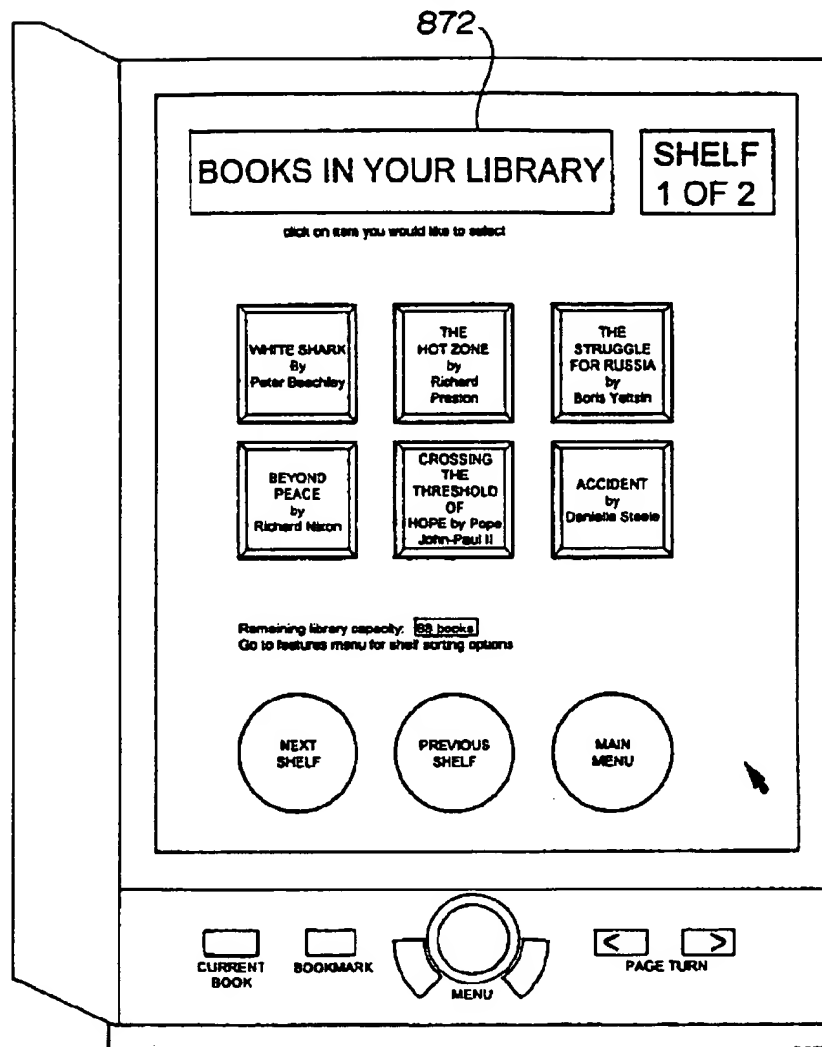 872
BOOKS IN YOUR LIBRARY
SHELF
1 OF 2
click on item you would like to select
WHITE SHARK
By
Peter Beechley
THE
HOT ZONE
by
Richard
Preston
THE
STRUGGLE
FOR RUSSIA
by
Boris Yeltsin
BEYOND
PEACE
by
Richard Nixon
CROSSING
THE
THRESHOLD
OF
HOPE by Pope
John-Paul II
ACCIDENT
by
Danielle Steele
Remaining library capacity: 88 books
Go to features menu for shelf sorting options
NEXT
SHELF
PREVIOUS
SHELF
MAIN
MENU
CURRENT
BOOK
BOOKMARK
MENU
< >
PAGE TURN